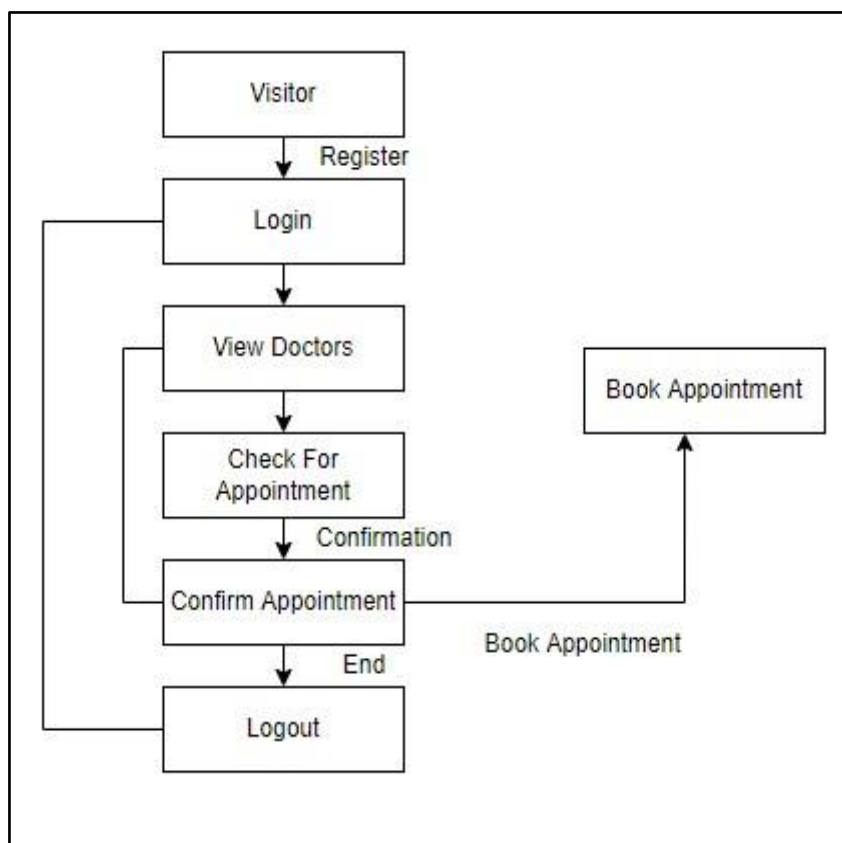 Visitor
Register
Login
View Doctors
Book Appointment
Check For
Appointment
Confirmation
Confirm Appointment
Book Appointment
End
Logout